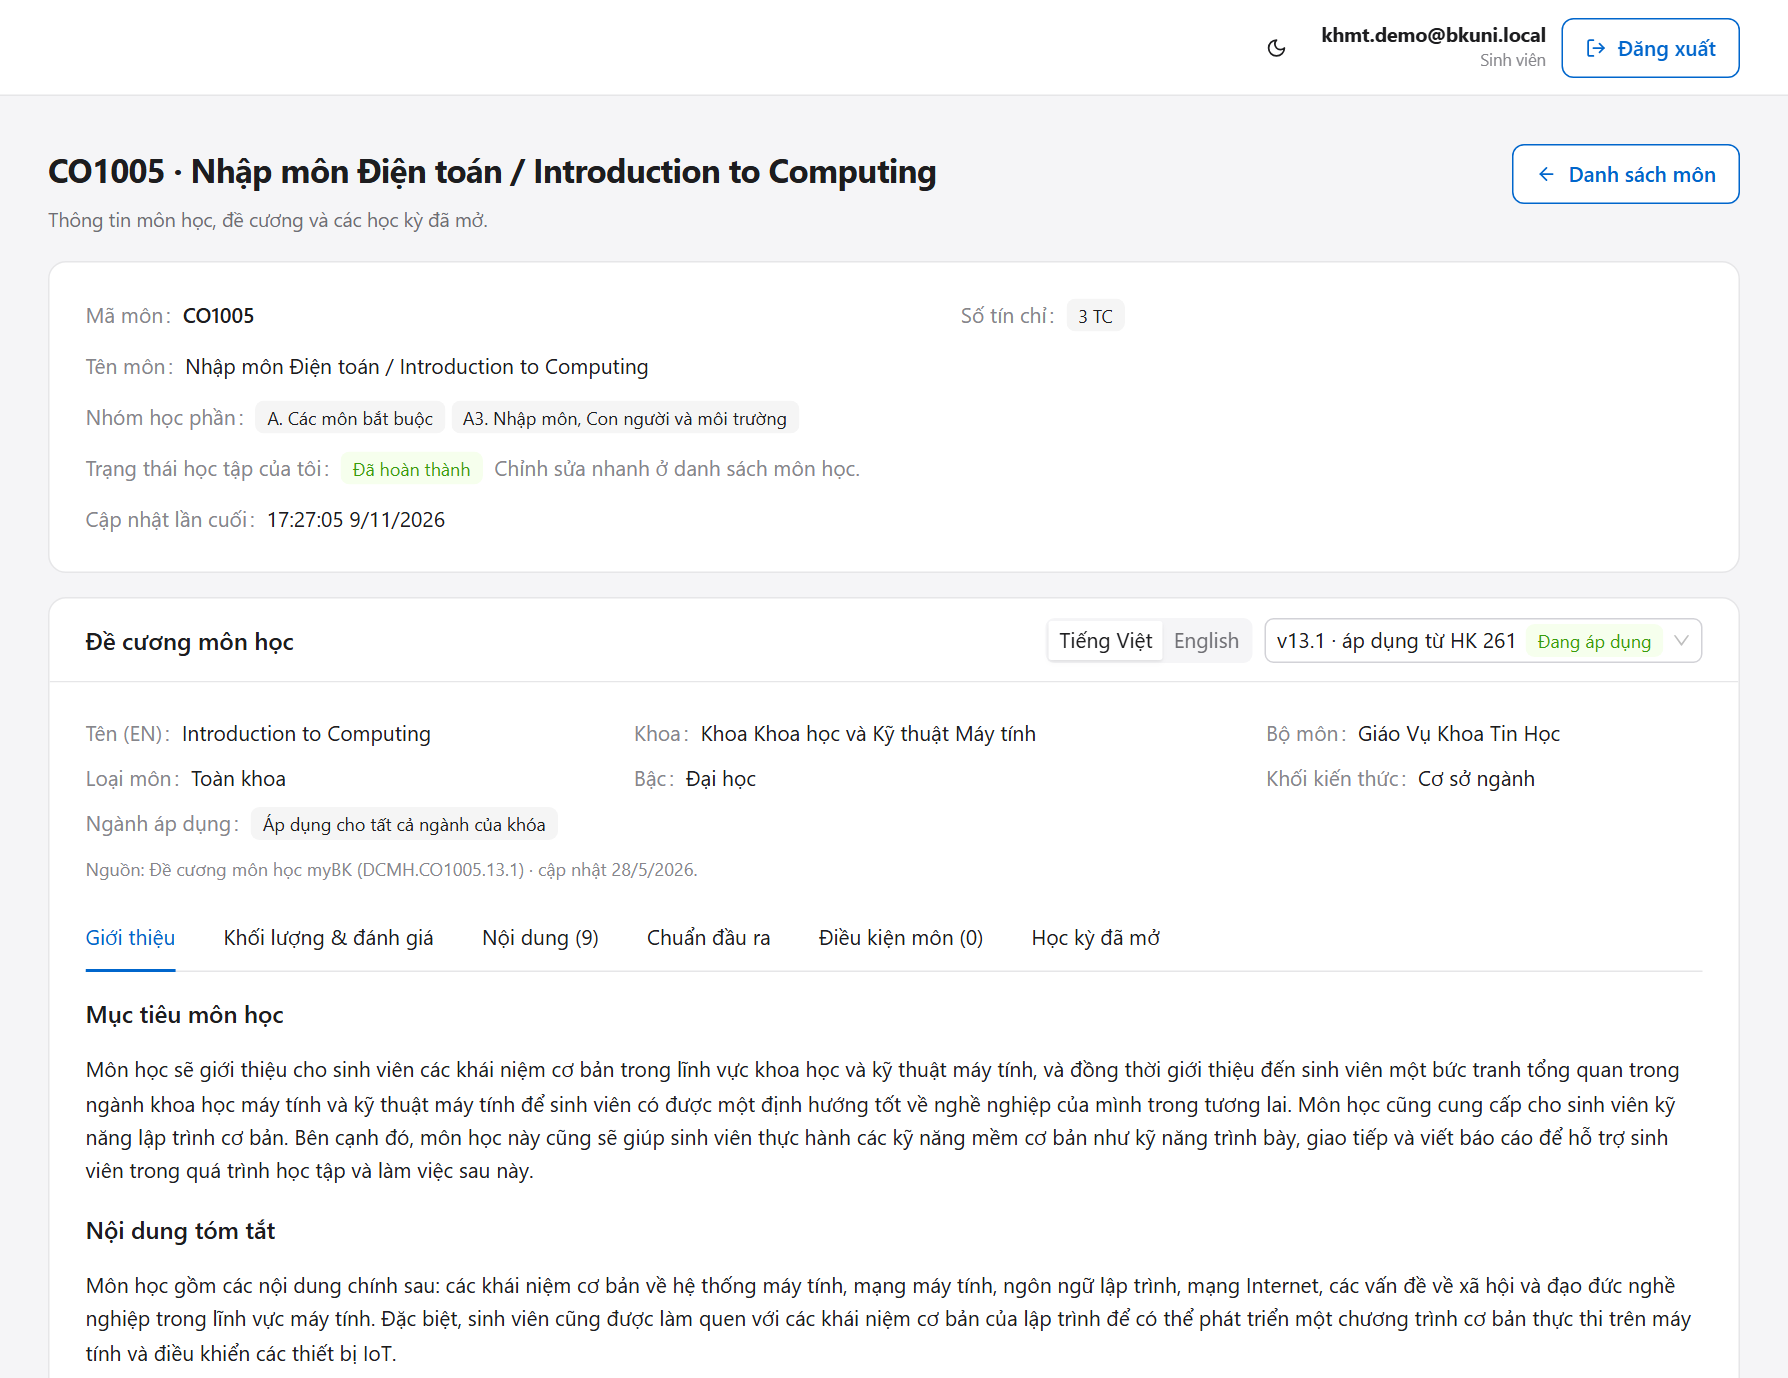 khmt.demo@bkuni.local
Sinh viên
Đăng xuất
CO1005 · Nhập môn Điện toán / Introduction to Computing
Danh sách môn
Thông tin môn học, đề cương và các học kỳ đã mở.
Mã môn: CO1005
Số tín chỉ: 3 TC
Tên môn: Nhập môn Điện toán / Introduction to Computing
Nhóm học phần: A. Các môn bắt buộc A3. Nhập môn, Con người và môi trường
Trạng thái học tập của tôi: Đã hoàn thành Chỉnh sửa nhanh ở danh sách môn học.
Cập nhật lần cuối: 17:27:05 9/11/2026
Đề cương môn học
Tiếng Việt English
v13.1 · áp dụng từ HK 261 Đang áp dụng
Tên (EN): Introduction to Computing
Khoa: Khoa Khoa học và Kỹ thuật Máy tính
Bộ môn: Giáo Vụ Khoa Tin Học
Loại môn: Toàn khoa
Bậc: Đại học
Khối kiến thức: Cơ sở ngành
Ngành áp dụng: Áp dụng cho tất cả ngành của khóa
Nguồn: Đề cương môn học myBK (DCMH.CO1005.13.1) · cập nhật 28/5/2026.
Giới thiệu
Khối lượng & đánh giá
Nội dung (9)
Chuẩn đầu ra
Điều kiện môn (0)
Học kỳ đã mở
Mục tiêu môn học
Môn học sẽ giới thiệu cho sinh viên các khái niệm cơ bản trong lĩnh vực khoa học và kỹ thuật máy tính, và đồng thời giới thiệu đến sinh viên một bức tranh tổng quan trong
ngành khoa học máy tính và kỹ thuật máy tính để sinh viên có được một định hướng tốt về nghề nghiệp của mình trong tương lai. Môn học cũng cung cấp cho sinh viên kỹ
năng lập trình cơ bản. Bên cạnh đó, môn học này cũng sẽ giúp sinh viên thực hành các kỹ năng mềm cơ bản như kỹ năng trình bày, giao tiếp và viết báo cáo để hỗ trợ sinh
viên trong quá trình học tập và làm việc sau này.
Nội dung tóm tắt
Môn học gồm các nội dung chính sau: các khái niệm cơ bản về hệ thống máy tính, mạng máy tính, ngôn ngữ lập trình, mạng Internet, các vấn đề về xã hội và đạo đức nghề
nghiệp trong lĩnh vực máy tính. Đặc biệt, sinh viên cũng được làm quen với các khái niệm cơ bản của lập trình để có thể phát triển một chương trình cơ bản thực thi trên máy
tính và điều khiển các thiết bị IoT.